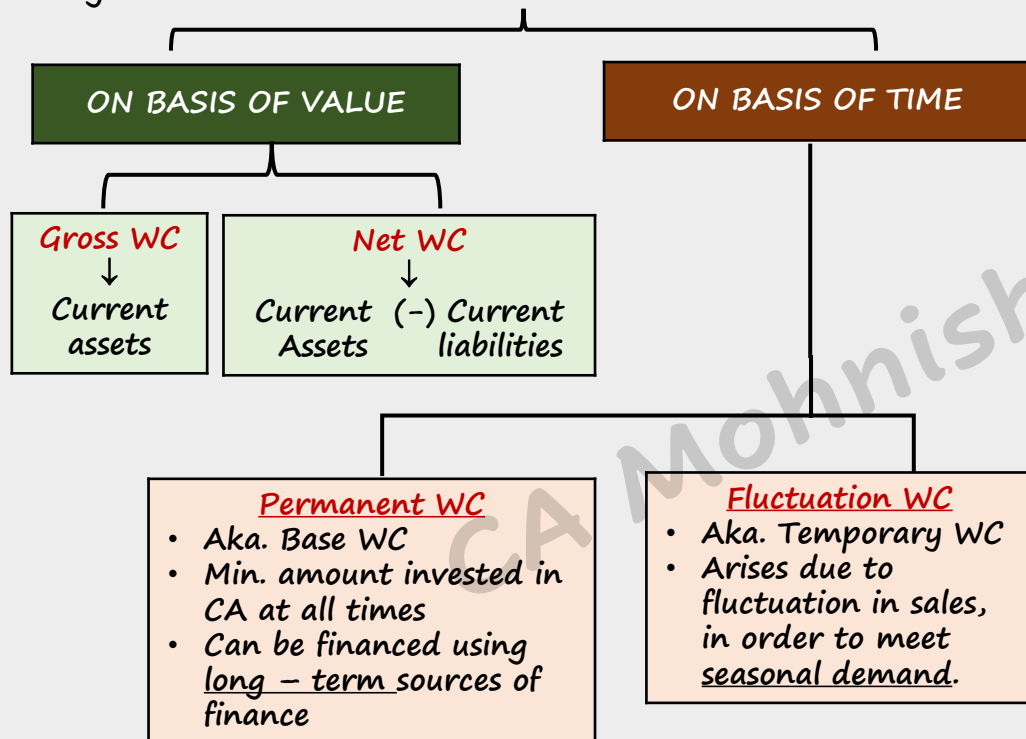 ON BASIS OF VALUE
ON BASIS OF TIME
Gross WC
↓
Current
assets
Net WC
↓
Current (-) Current
Assets liabilities
Permanent WC
• Aka. Base WC
• Min. amount invested in
CA at all times
• Can be financed using
long – term sources of
finance
Fluctuation WC
• Aka. Temporary WC
• Arises due to
fluctuation in sales,
in order to meet
seasonal demand.
CA Mohnish